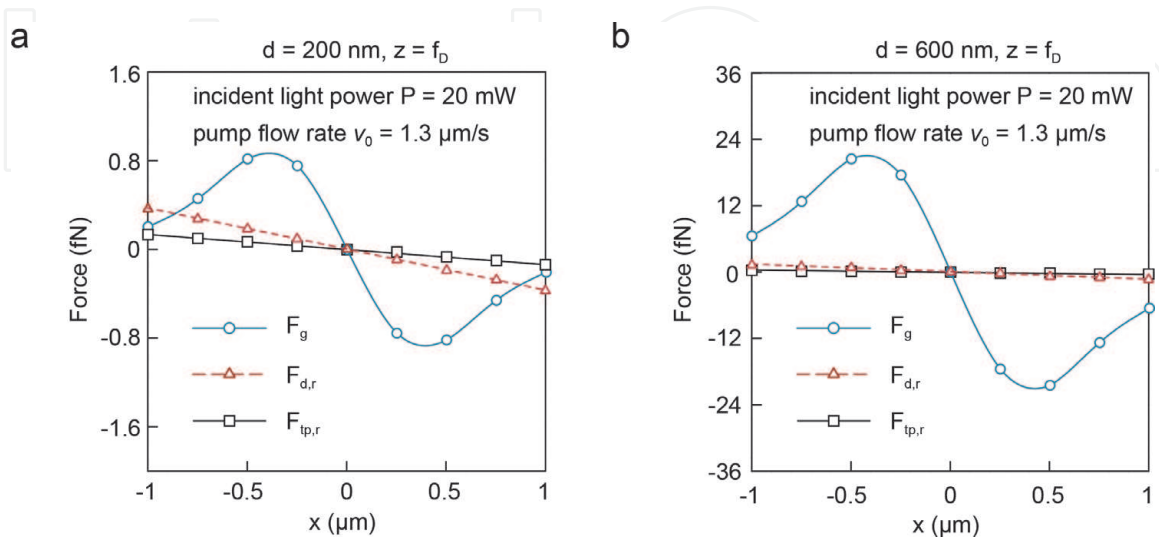 a
d = 200 nm, z = f_D
incident light power P = 20 mW
pump flow rate v₀ = 1.3 µm/s
1.6
0.8
0
-0.8
-1.6
Force (fN)
F_g
F_d,r
F_tp,r
-1 -0.5 0 0.5 1
x (µm)
b
d = 600 nm, z = f_D
incident light power P = 20 mW
pump flow rate v₀ = 1.3 µm/s
36
24
12
0
-12
-24
-36
Force (fN)
F_g
F_d,r
F_tp,r
-1 -0.5 0 0.5 1
x (µm)